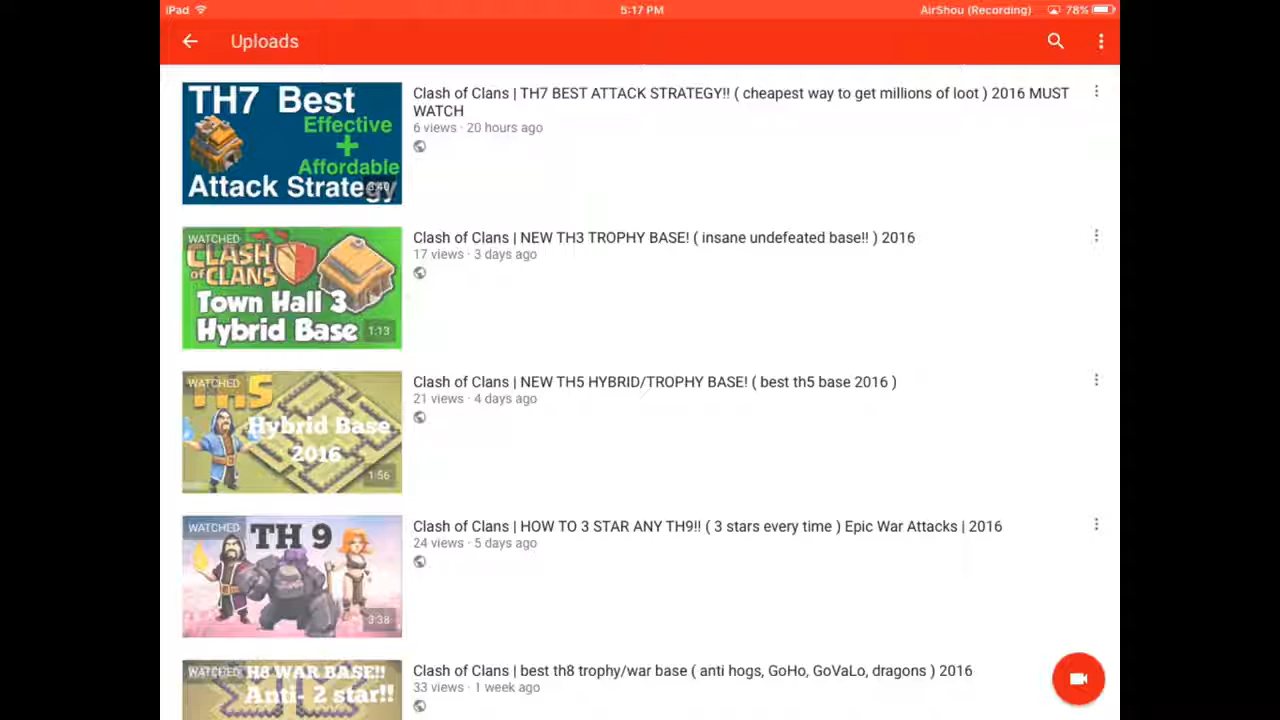 iPad 5:17 PM AirShou (Recording) 78%
Uploads
TH7 Best
Effective
+
Affordable
Attack Strategy
3:40
Clash of Clans | TH7 BEST ATTACK STRATEGY!! ( cheapest way to get millions of loot ) 2016 MUST
WATCH
6 views · 20 hours ago
WATCHED
CLASH
of CLANS
Town Hall 3
Hybrid Base
1:13
Clash of Clans | NEW TH3 TROPHY BASE! ( insane undefeated base!! ) 2016
17 views · 3 days ago
WATCHED
TH5
Hybrid Base
2016
1:56
Clash of Clans | NEW TH5 HYBRID/TROPHY BASE! ( best th5 base 2016 )
21 views · 4 days ago
WATCHED
TH 9
3:38
Clash of Clans | HOW TO 3 STAR ANY TH9!! ( 3 stars every time ) Epic War Attacks | 2016
24 views · 5 days ago
WATCHED
H8 WAR BASE!!
Anti- 2 star!!
Clash of Clans | best th8 trophy/war base ( anti hogs, GoHo, GoVaLo, dragons ) 2016
33 views · 1 week ago